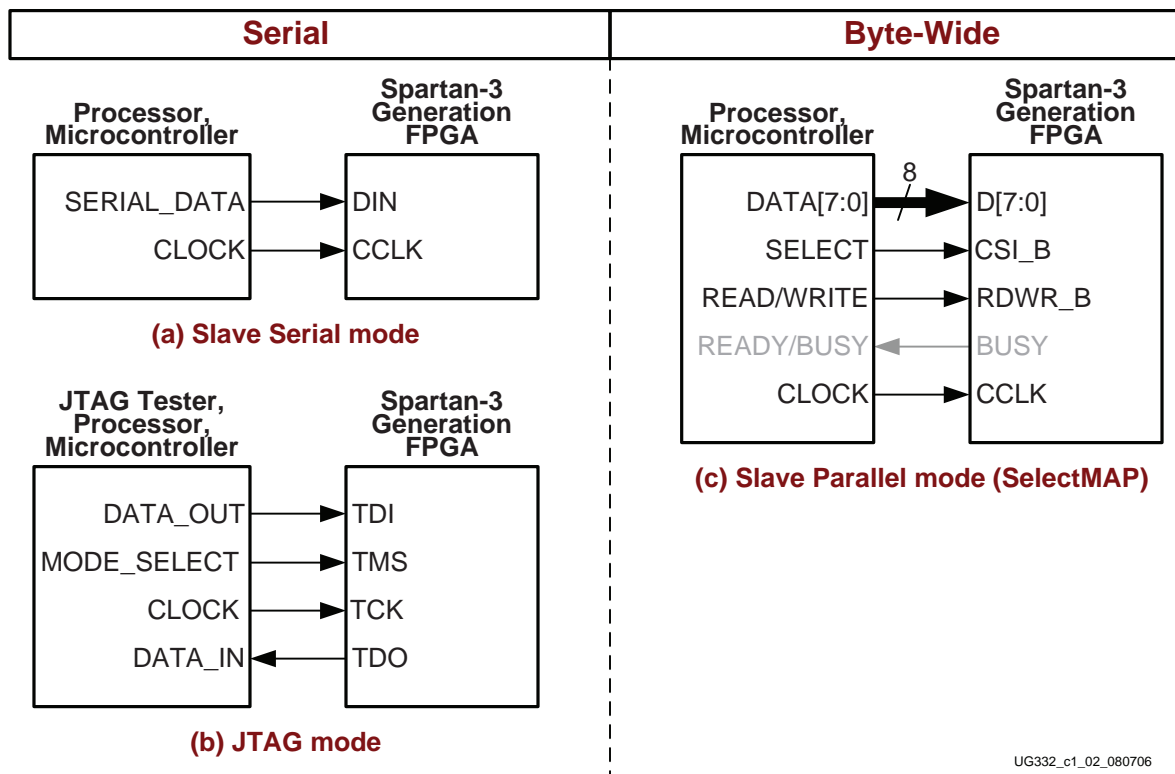 Serial
Byte-Wide
Processor,
Microcontroller
Spartan-3
Generation
FPGA
SERIAL_DATA
DIN
CLOCK
CCLK
(a) Slave Serial mode
JTAG Tester,
Processor,
Microcontroller
Spartan-3
Generation
FPGA
DATA_OUT
TDI
MODE_SELECT
TMS
CLOCK
TCK
DATA_IN
TDO
(b) JTAG mode
Processor,
Microcontroller
Spartan-3
Generation
FPGA
8
DATA[7:0]
D[7:0]
SELECT
CSI_B
READ/WRITE
RDWR_B
READY/BUSY
BUSY
CLOCK
CCLK
(c) Slave Parallel mode (SelectMAP)
UG332_c1_02_080706